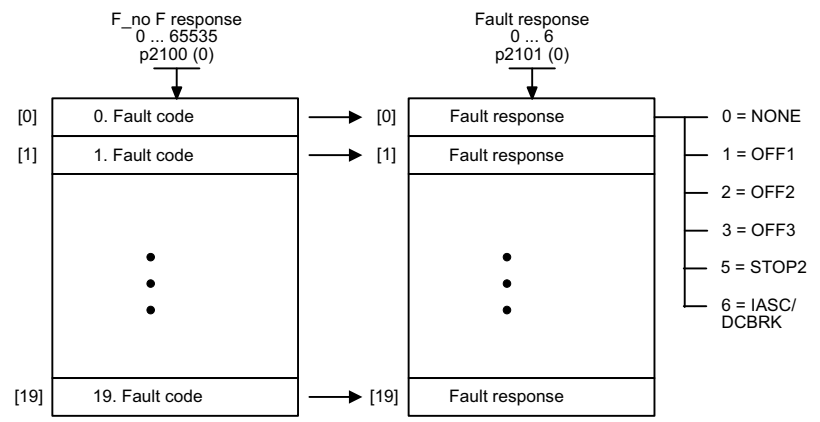 F_no F response
0 ... 65535
p2100 (0)
Fault response
0 ... 6
p2101 (0)
[0] 0. Fault code [0] Fault response 0 = NONE
[1] 1. Fault code [1] Fault response 1 = OFF1
2 = OFF2
3 = OFF3
5 = STOP2
6 = IASC/
DCBRK
[19] 19. Fault code [19] Fault response